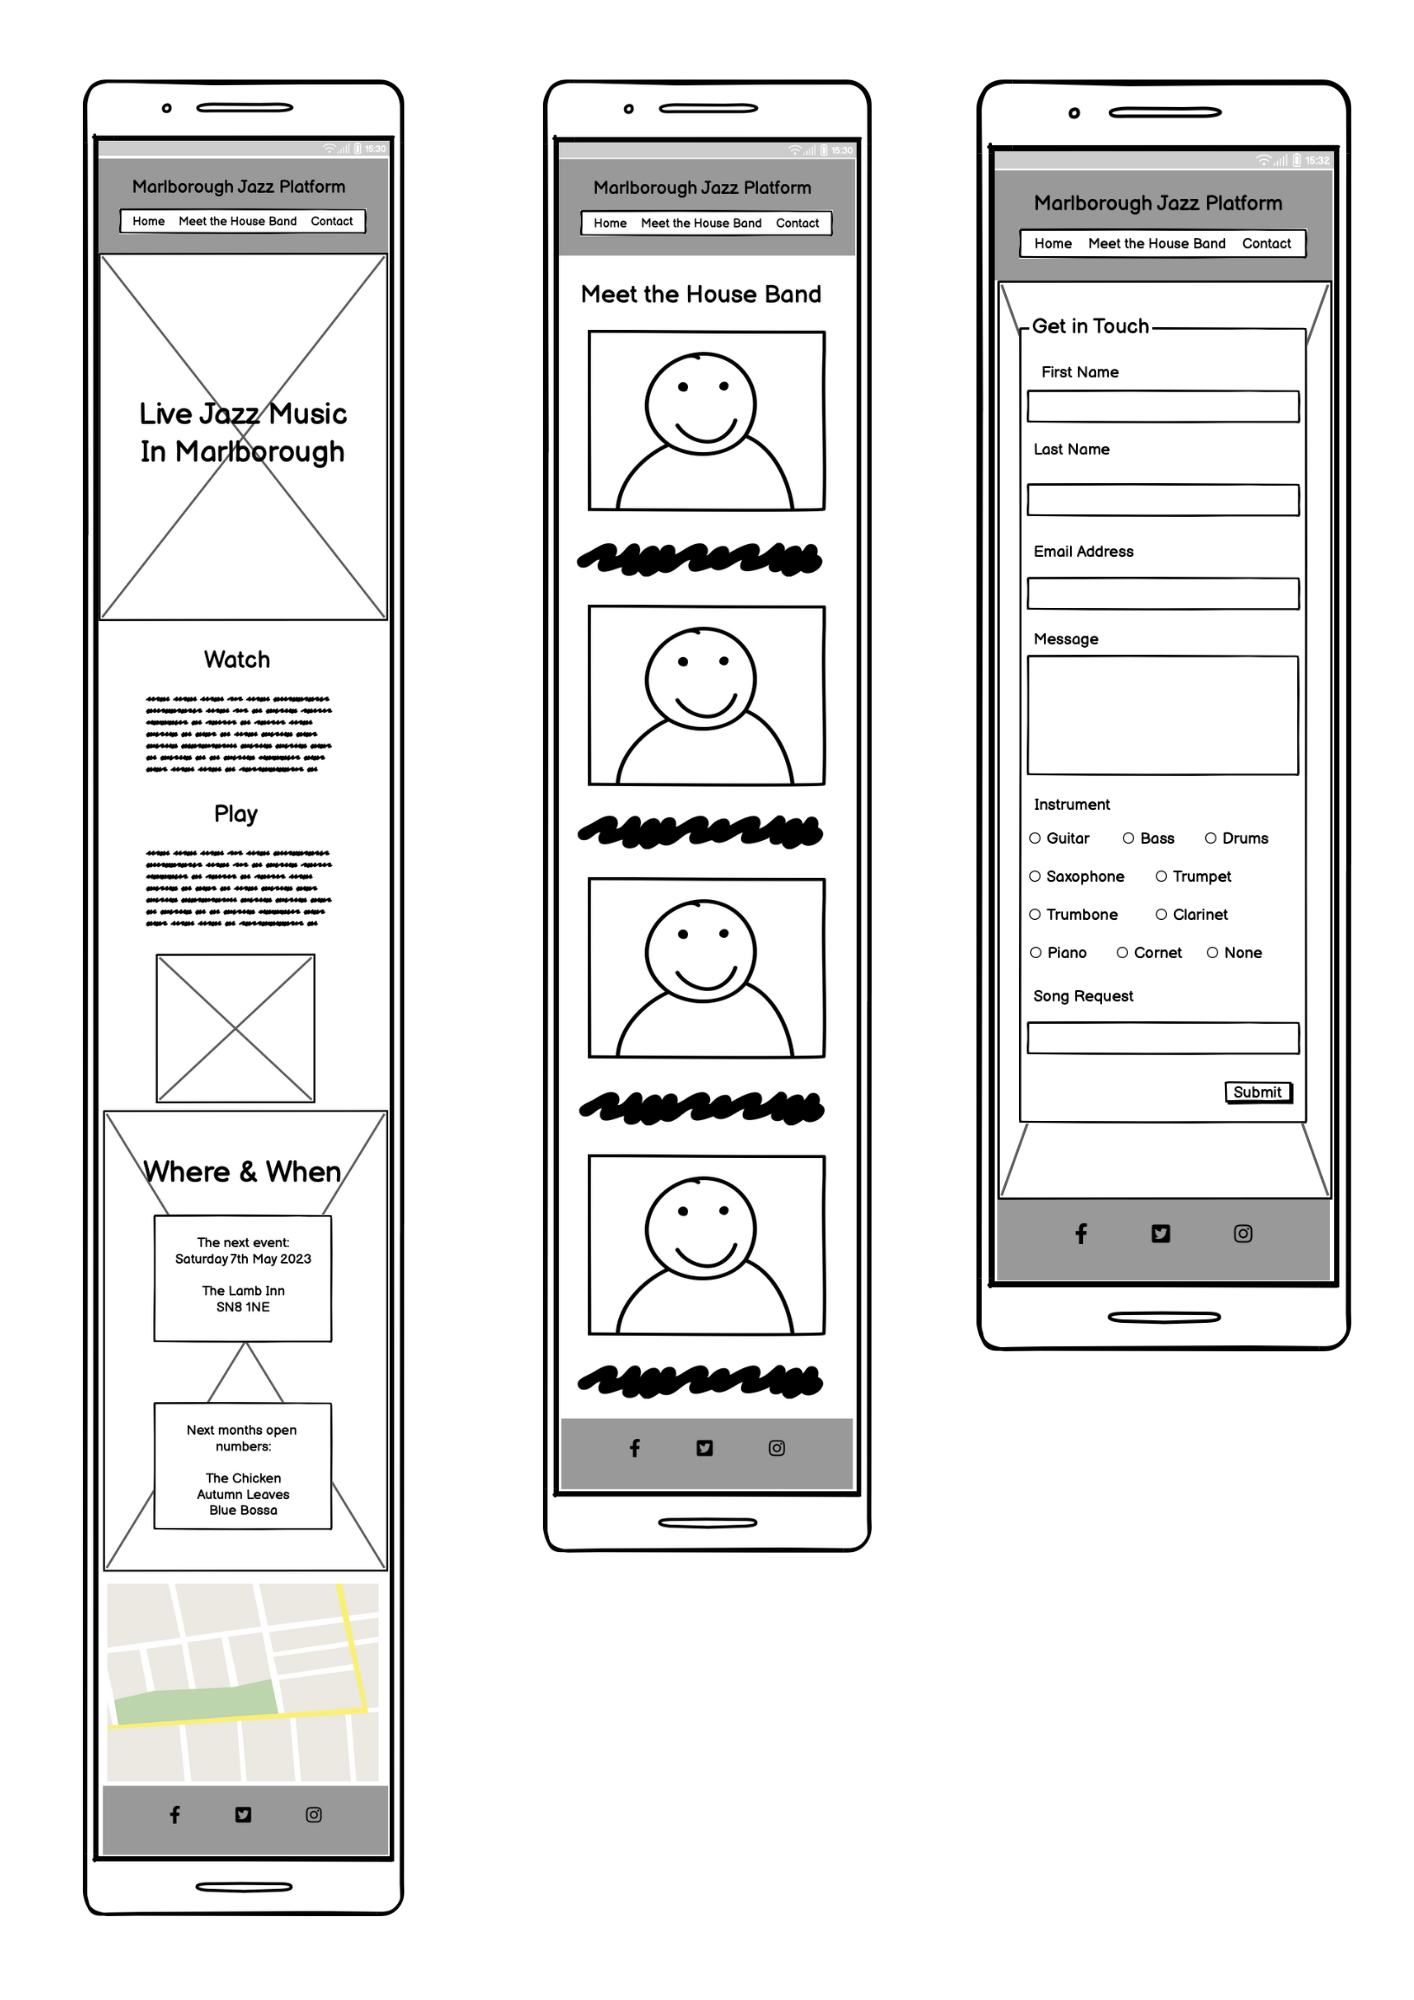 15:30
Marlborough Jazz Platform
Home Meet the House Band Contact
Live Jazz Music
In Marlborough
Watch
Play
Where & When
The next event:
Saturday 7th May 2023
The Lamb Inn
SN8 1NE
Next months open
numbers:
The Chicken
Autumn Leaves
Blue Bossa
15:30
Marlborough Jazz Platform
Home Meet the House Band Contact
Meet the House Band
15:32
Marlborough Jazz Platform
Home Meet the House Band Contact
Get in Touch
First Name
Last Name
Email Address
Message
Instrument
Guitar Bass Drums
Saxophone Trumpet
Trumbone Clarinet
Piano Cornet None
Song Request
Submit